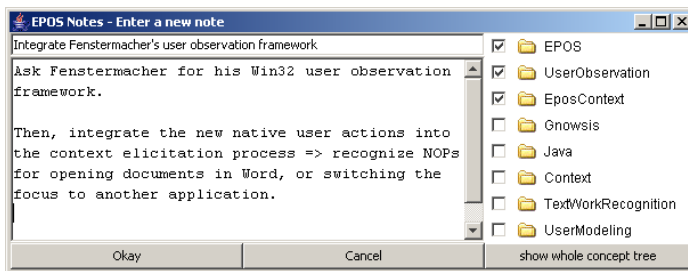 EPOS Notes - Enter a new note
Integrate Fenstermacher's user observation framework
Ask Fenstermacher for his Win32 user observation
framework.
Then, integrate the new native user actions into
the context elicitation process => recognize NOPs
for opening documents in Word, or switching the
focus to another application.
EPOS
UserObservation
EposContext
Gnowsis
Java
Context
TextWorkRecognition
UserModeling
Okay
Cancel
show whole concept tree